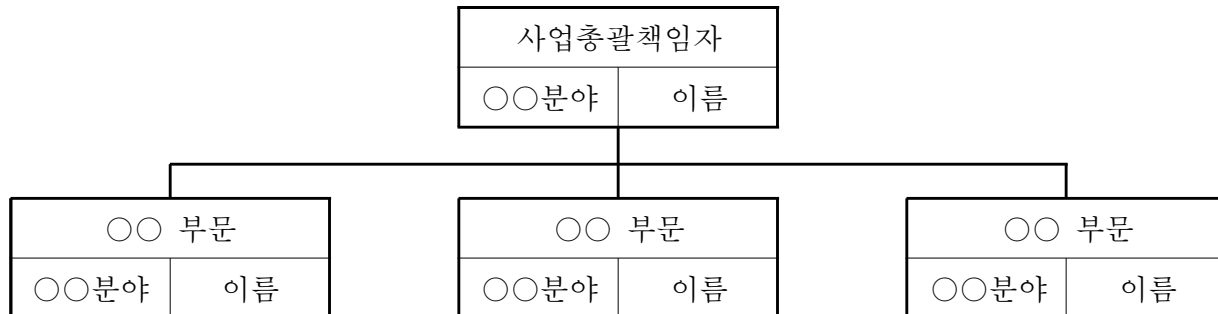 사업총괄책임자
○○분야 이름
○○ 부문 ○○ 부문 ○○ 부문
○○분야 이름 ○○분야 이름 ○○분야 이름